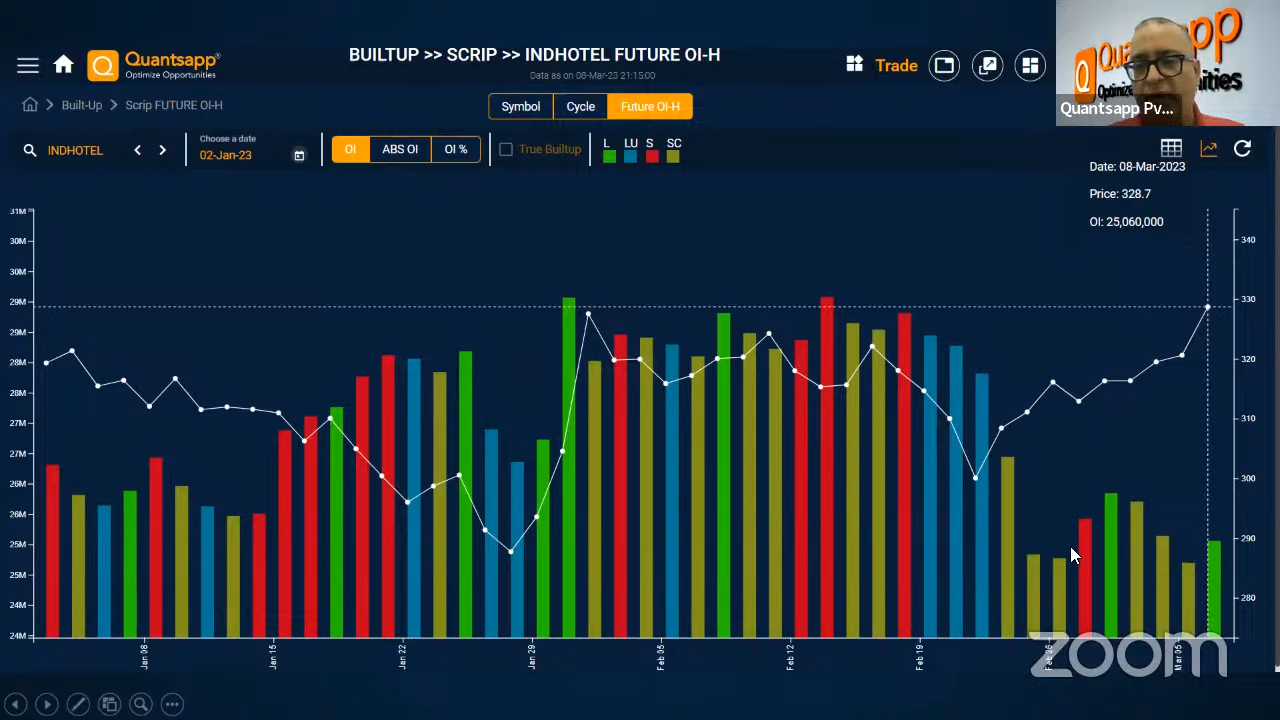 Quantsapp
Optimize Opportunities
BUILTUP >> SCRIP >> INDHOTEL FUTURE OI-H
Data as on 08-Mar-23 21:15:00
Trade
Quantsapp Pv...
Built-Up
Scrip FUTURE OI-H
Symbol
Cycle
Future OI-H
INDHOTEL
Choose a date
02-Jan-23
OI
ABS OI
OI %
True Builtup
L
LU
S
SC
Date: 08-Mar-2023
Price: 328.7
OI: 25,060,000
31M
30M
30M
29M
29M
28M
28M
27M
27M
26M
26M
25M
25M
24M
24M
340
330
320
310
300
290
280
Jan 08
Jan 15
Jan 22
Jan 29
Feb 05
Feb 12
Feb 19
Feb 26
Mar 05
zoom